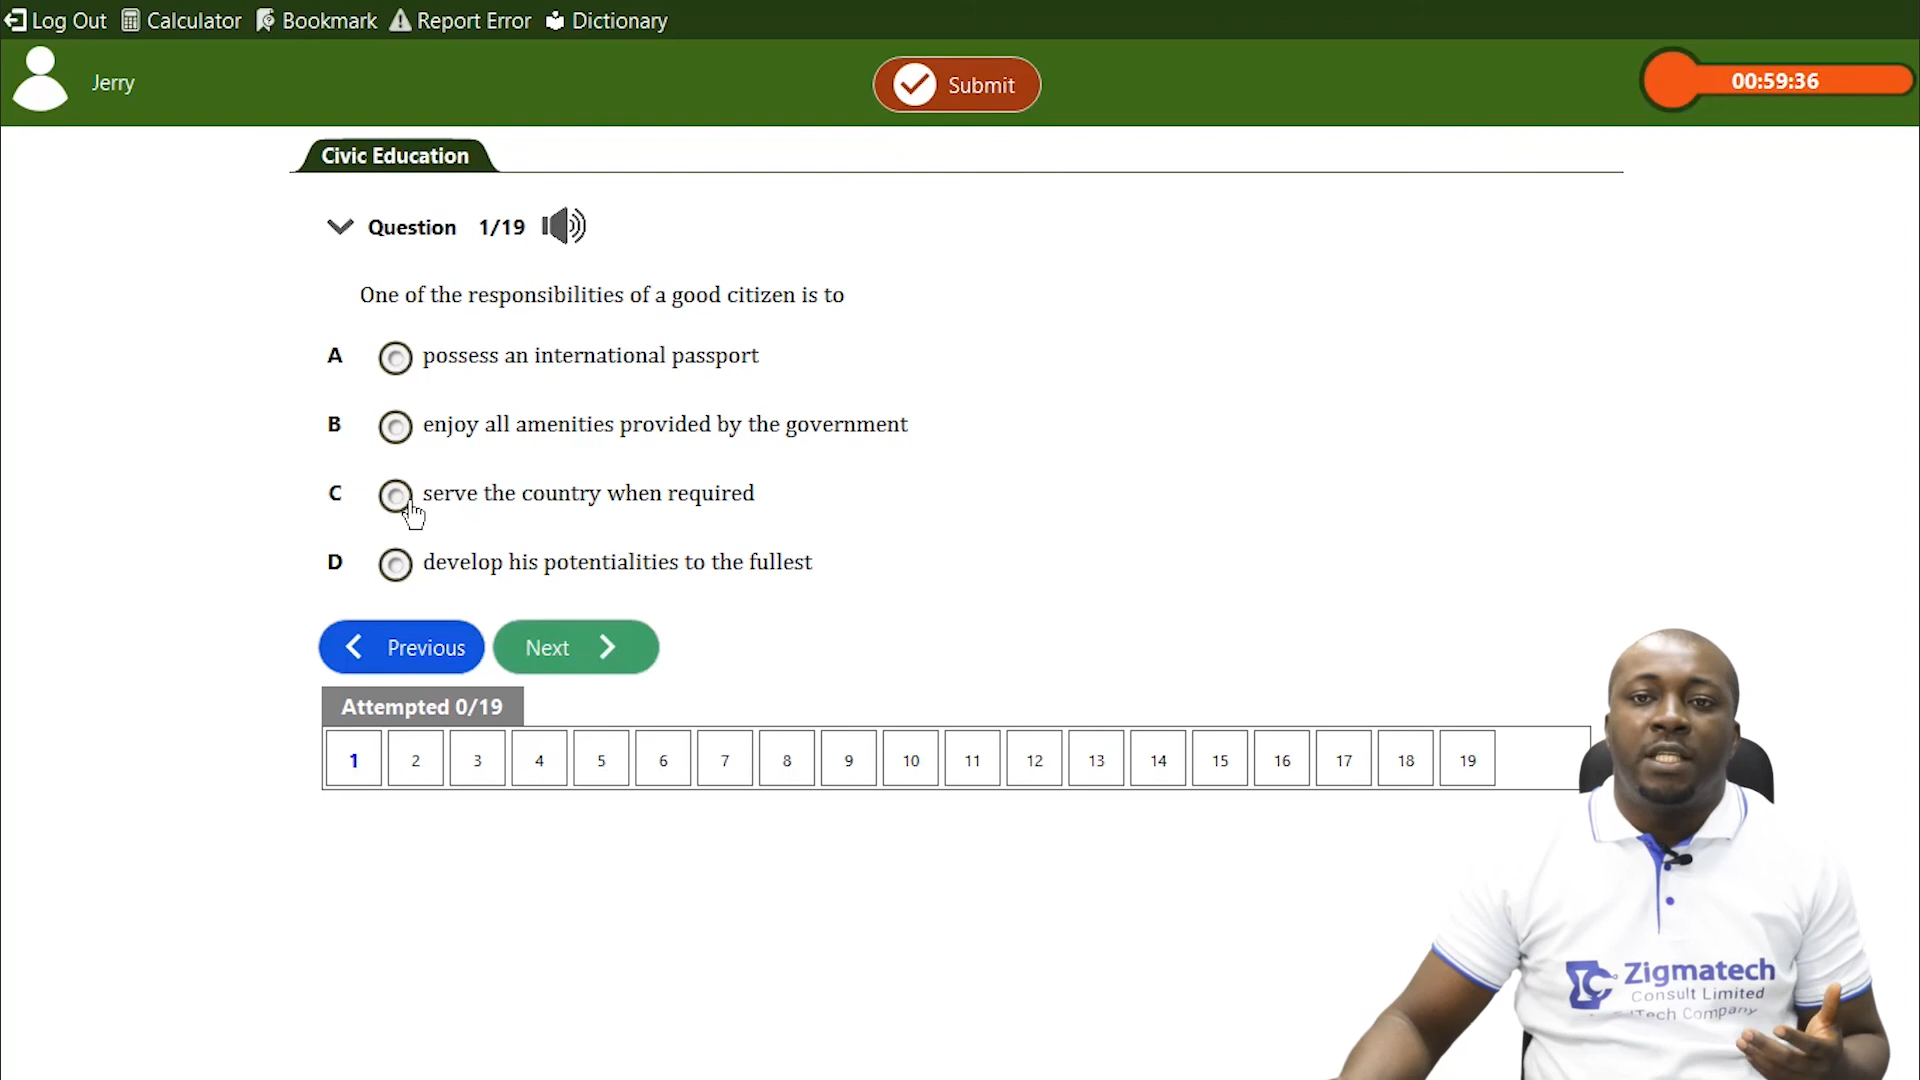 Log Out Calculator Bookmark Report Error Dictionary
Jerry
Submit
00:59:36
Civic Education
Question 1/19
One of the responsibilities of a good citizen is to
A possess an international passport
B enjoy all amenities provided by the government
C serve the country when required
D develop his potentialities to the fullest
Previous Next
Attempted 0/19
1 2 3 4 5 6 7 8 9 10 11 12 13 14 15 16 17 18 19
Zigmatech
Consult Limited
Tech Company